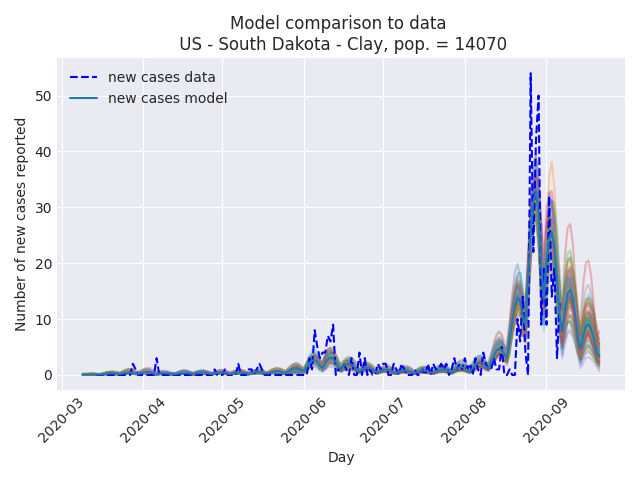 Model comparison to data
US - South Dakota - Clay, pop. = 14070
new cases data
new cases model
Number of new cases reported
50
40
30
20
10
0
2020-03
2020-04
2020-05
2020-06
2020-07
2020-08
2020-09
Day